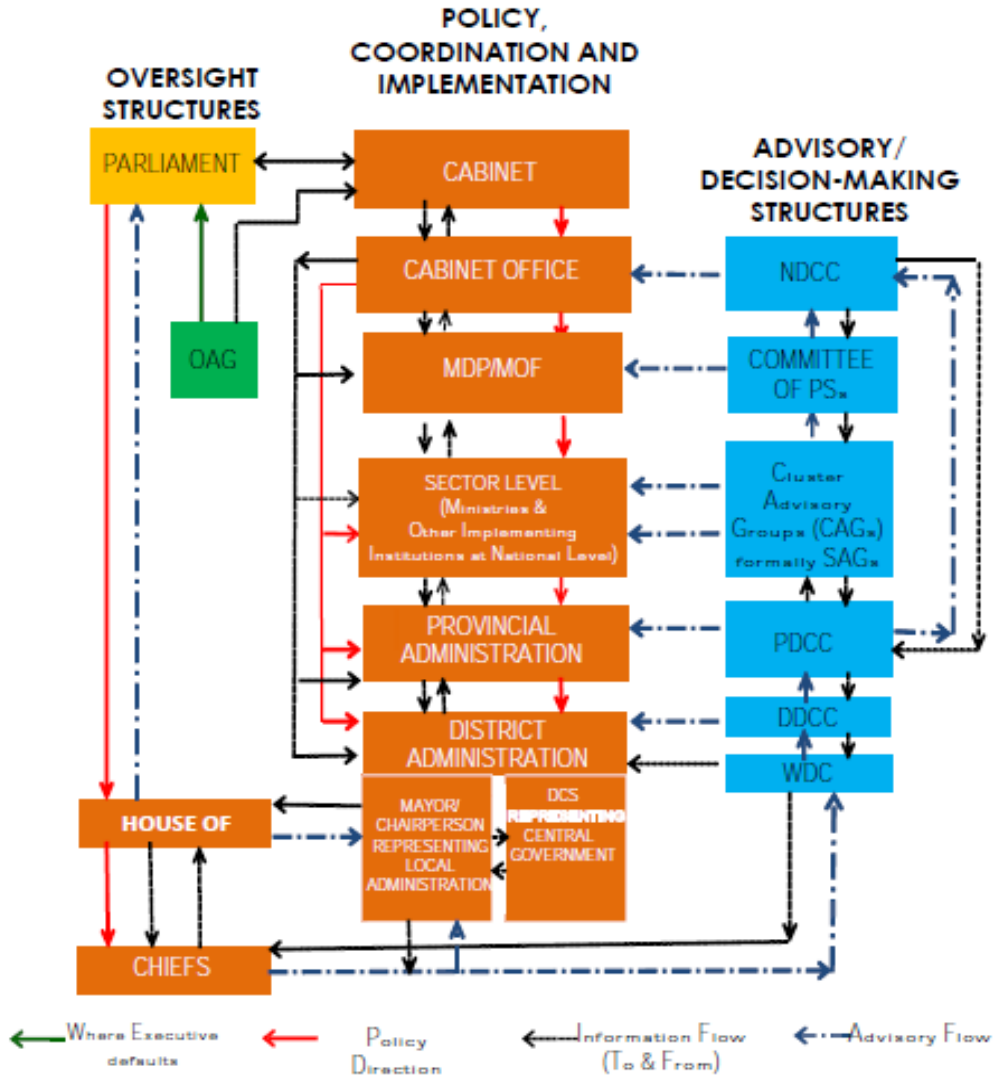 POLICY,
COORDINATION AND
IMPLEMENTATION
OVERSIGHT
STRUCTURES
ADVISORY/
DECISION-MAKING
STRUCTURES
PARLIAMENT
CABINET
CABINET OFFICE
NDCC
OAG
MDP/MOF
COMMITTEE
OF PSs
SECTOR LEVEL
(Ministries &
Other Implementing
Institutions at National Level)
Cluster
Advisory
Groups (CAGs)
formally SAGs
PROVINCIAL
ADMINISTRATION
PDCC
DISTRICT
ADMINISTRATION
DDCC
WDC
HOUSE OF
MAYOR/
CHAIRPERSON
REPRESENTING
LOCAL
ADMINISTRATION
DCS
REPRESENTING
CENTRAL
GOVERNMENT
CHIEFS
Where Executive
defaults
Policy
Direction
Information Flow
(To & From)
Advisory Flow